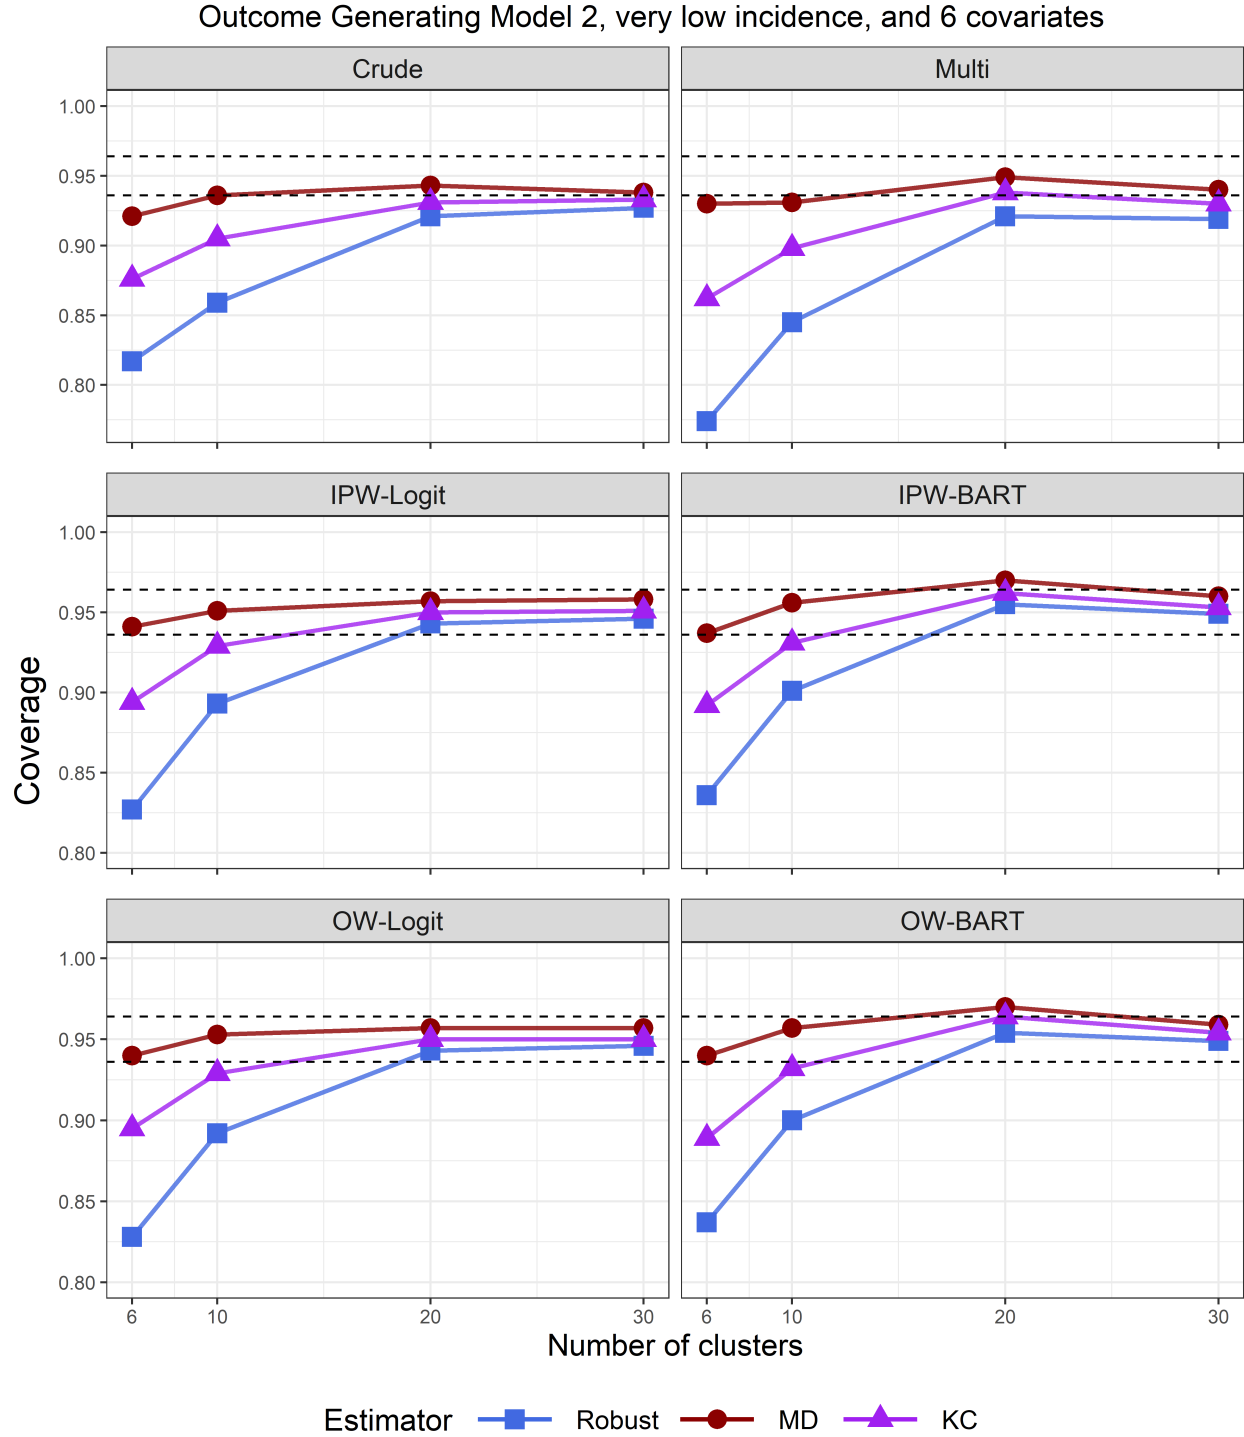 Outcome Generating Model 2, very low incidence, and 6 covariates
Crude
Multi
1.00
0.95
0.90
0.85
0.80
IPW-Logit
IPW-BART
1.00
0.95
0.90
0.85
0.80
Coverage
OW-Logit
OW-BART
1.00
0.95
0.90
0.85
0.80
6 10 20 30
6 10 20 30
Number of clusters
Estimator Robust MD KC